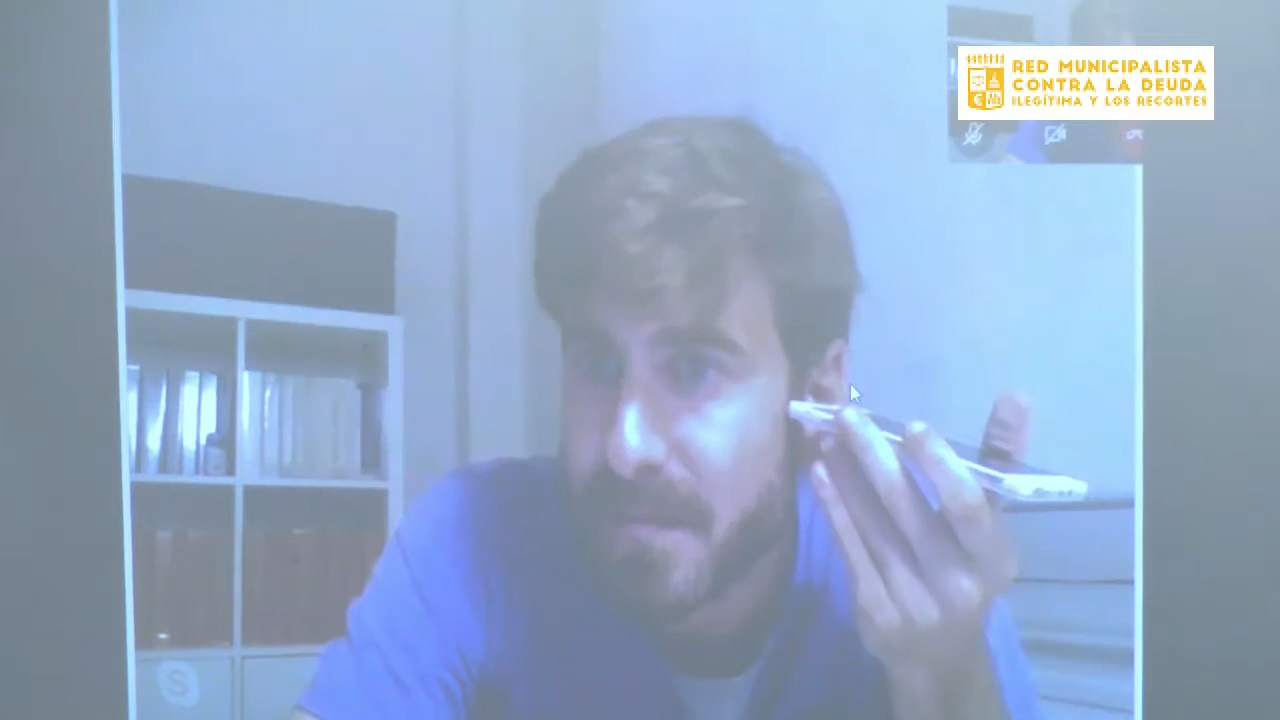 RED MUNICIPALISTA
CONTRA LA DEUDA
ILEGÍTIMA Y LOS RECORTES
S